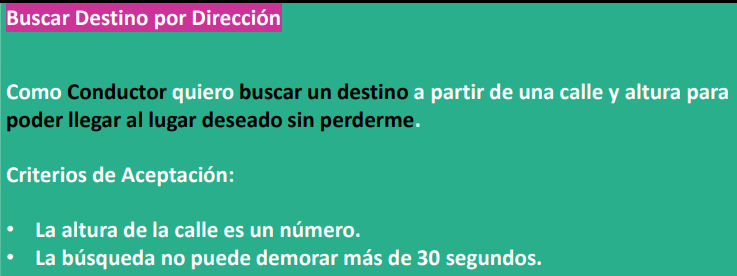 Buscar Destino por Dirección
Como Conductor quiero buscar un destino a partir de una calle y altura para
poder llegar al lugar deseado sin perderme.
Criterios de Aceptación:
• La altura de la calle es un número.
• La búsqueda no puede demorar más de 30 segundos.